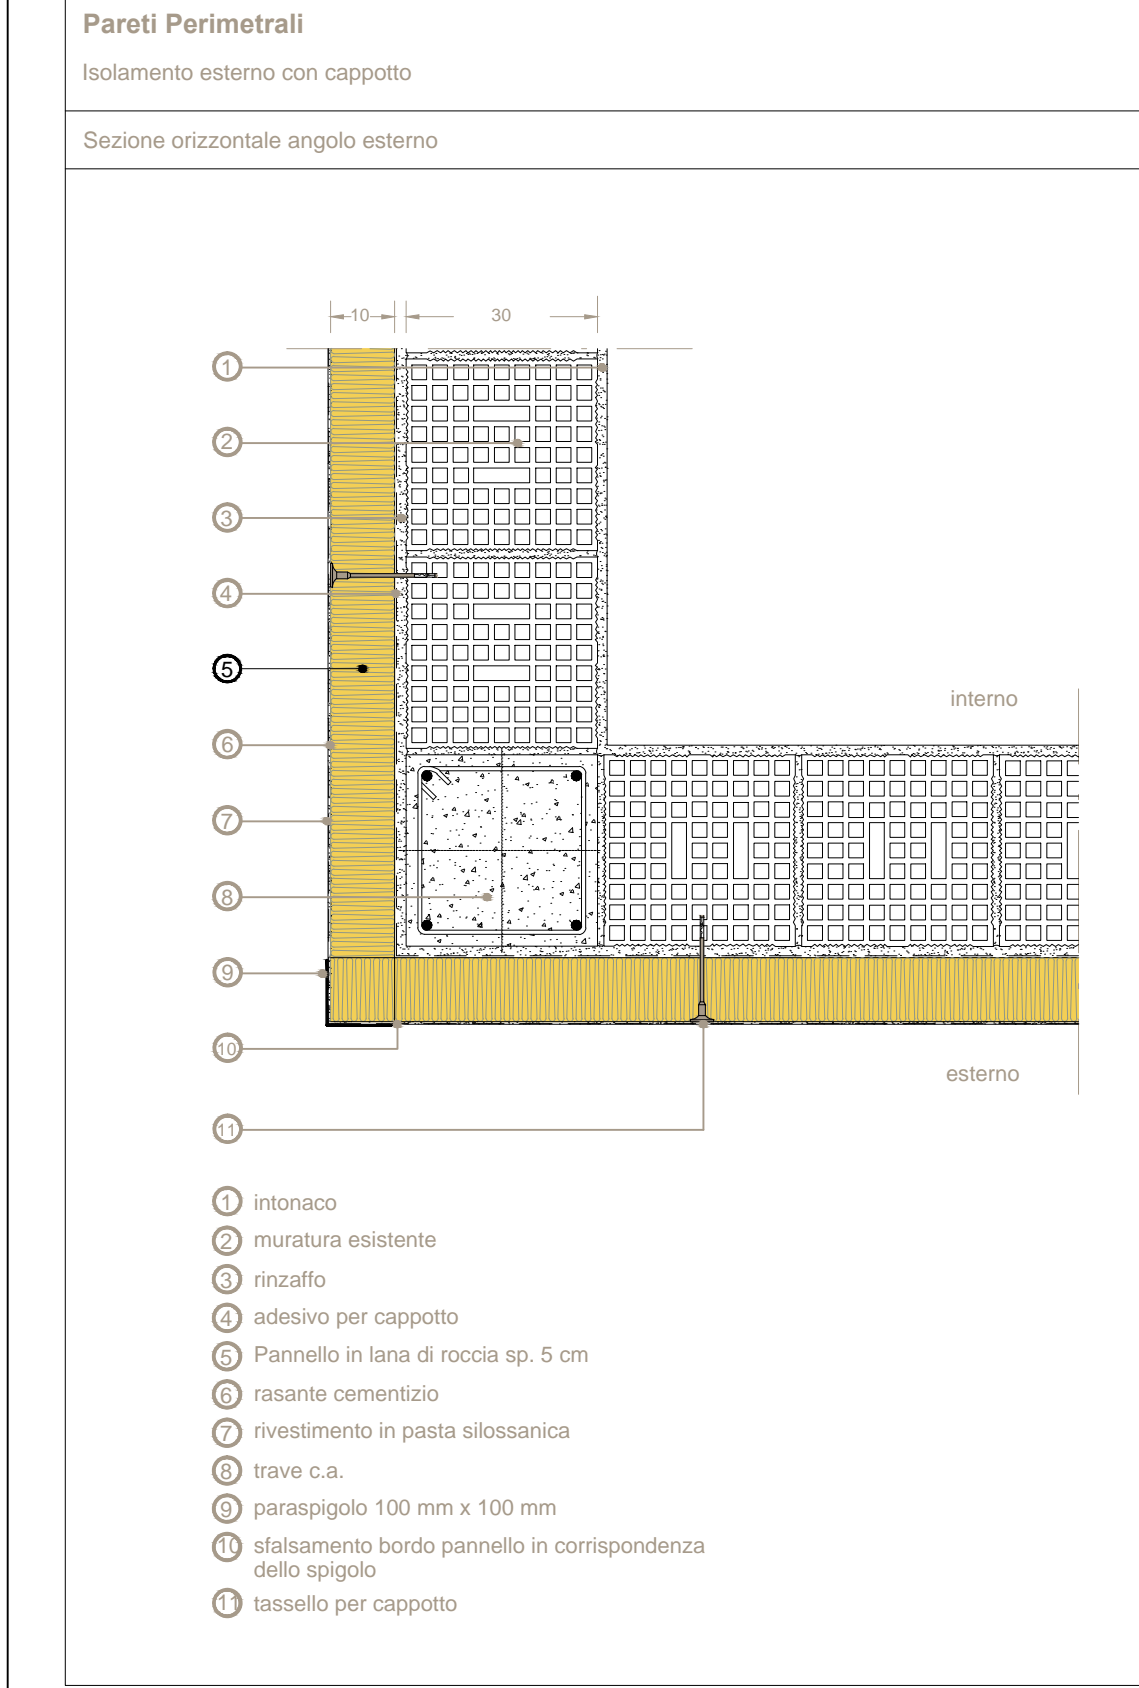 Pareti Perimetrali
Isolamento esterno con cappotto
Sezione orizzontale angolo esterno
10
30
1
2
3
4
5
6
7
8
9
10
11
interno
esterno
1 intonaco
2 muratura esistente
3 rinzaffo
4 adesivo per cappotto
5 Pannello in lana di roccia sp. 5 cm
6 rasante cementizio
7 rivestimento in pasta silossanica
8 trave c.a.
9 paraspigolo 100 mm x 100 mm
10 sfalsamento bordo pannello in corrispondenza
dello spigolo
11 tassello per cappotto